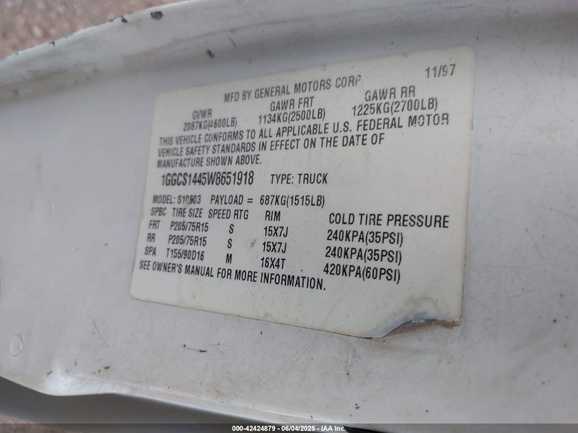 MFD BY GENERAL MOTORS CORP 11/97
GVWR GAWR FRT GAWR RR
2087KG(4600LB) 1134KG(2500LB) 1225KG(2700LB)
THIS VEHICLE CONFORMS TO ALL APPLICABLE U.S. FEDERAL MOTOR
VEHICLE SAFETY STANDARDS IN EFFECT ON THE DATE OF
MANUFACTURE SHOWN ABOVE.
1GGCS1445W8651918 TYPE: TRUCK
MODEL: S10603 PAYLOAD = 687KG(1515LB)
SPBC TIRE SIZE SPEED RTG RIM COLD TIRE PRESSURE
FRT P205/75R15 S 15X7J 240KPA(35PSI)
RR P205/75R15 S 15X7J 240KPA(35PSI)
SPA T155/90D16 M 16X4T 420KPA(60PSI)
SEE OWNER'S MANUAL FOR MORE INFORMATION.
000-42424879 - 06/04/2025 - IAA Inc.